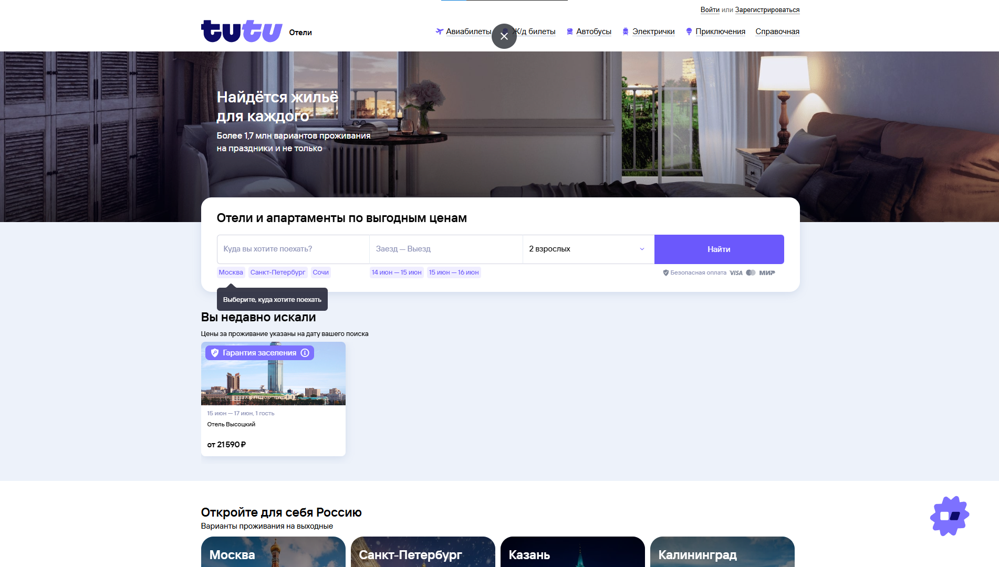 Войти или Зарегистрироваться
tutu Отели
Авиабилеты Ж/д билеты Автобусы Электрички Приключения Справочная
Найдётся жильё
для каждого
Более 1,7 млн вариантов проживания
на праздники и не только
Отели и апартаменты по выгодным ценам
Куда вы хотите поехать? Заезд — Выезд 2 взрослых Найти
Москва Санкт-Петербург Сочи 14 июн — 15 июн 15 июн — 16 июн Безопасная оплата VISA МИР
Выберите, куда хотите поехать
Вы недавно искали
Цены за проживание указаны на дату вашего поиска
Гарантия заселения
15 июн — 17 июн, 1 гость
Отель Высоцкий
от 21 590 ₽
Откройте для себя Россию
Варианты проживания на выходные
Москва Санкт-Петербург Казань Калининград